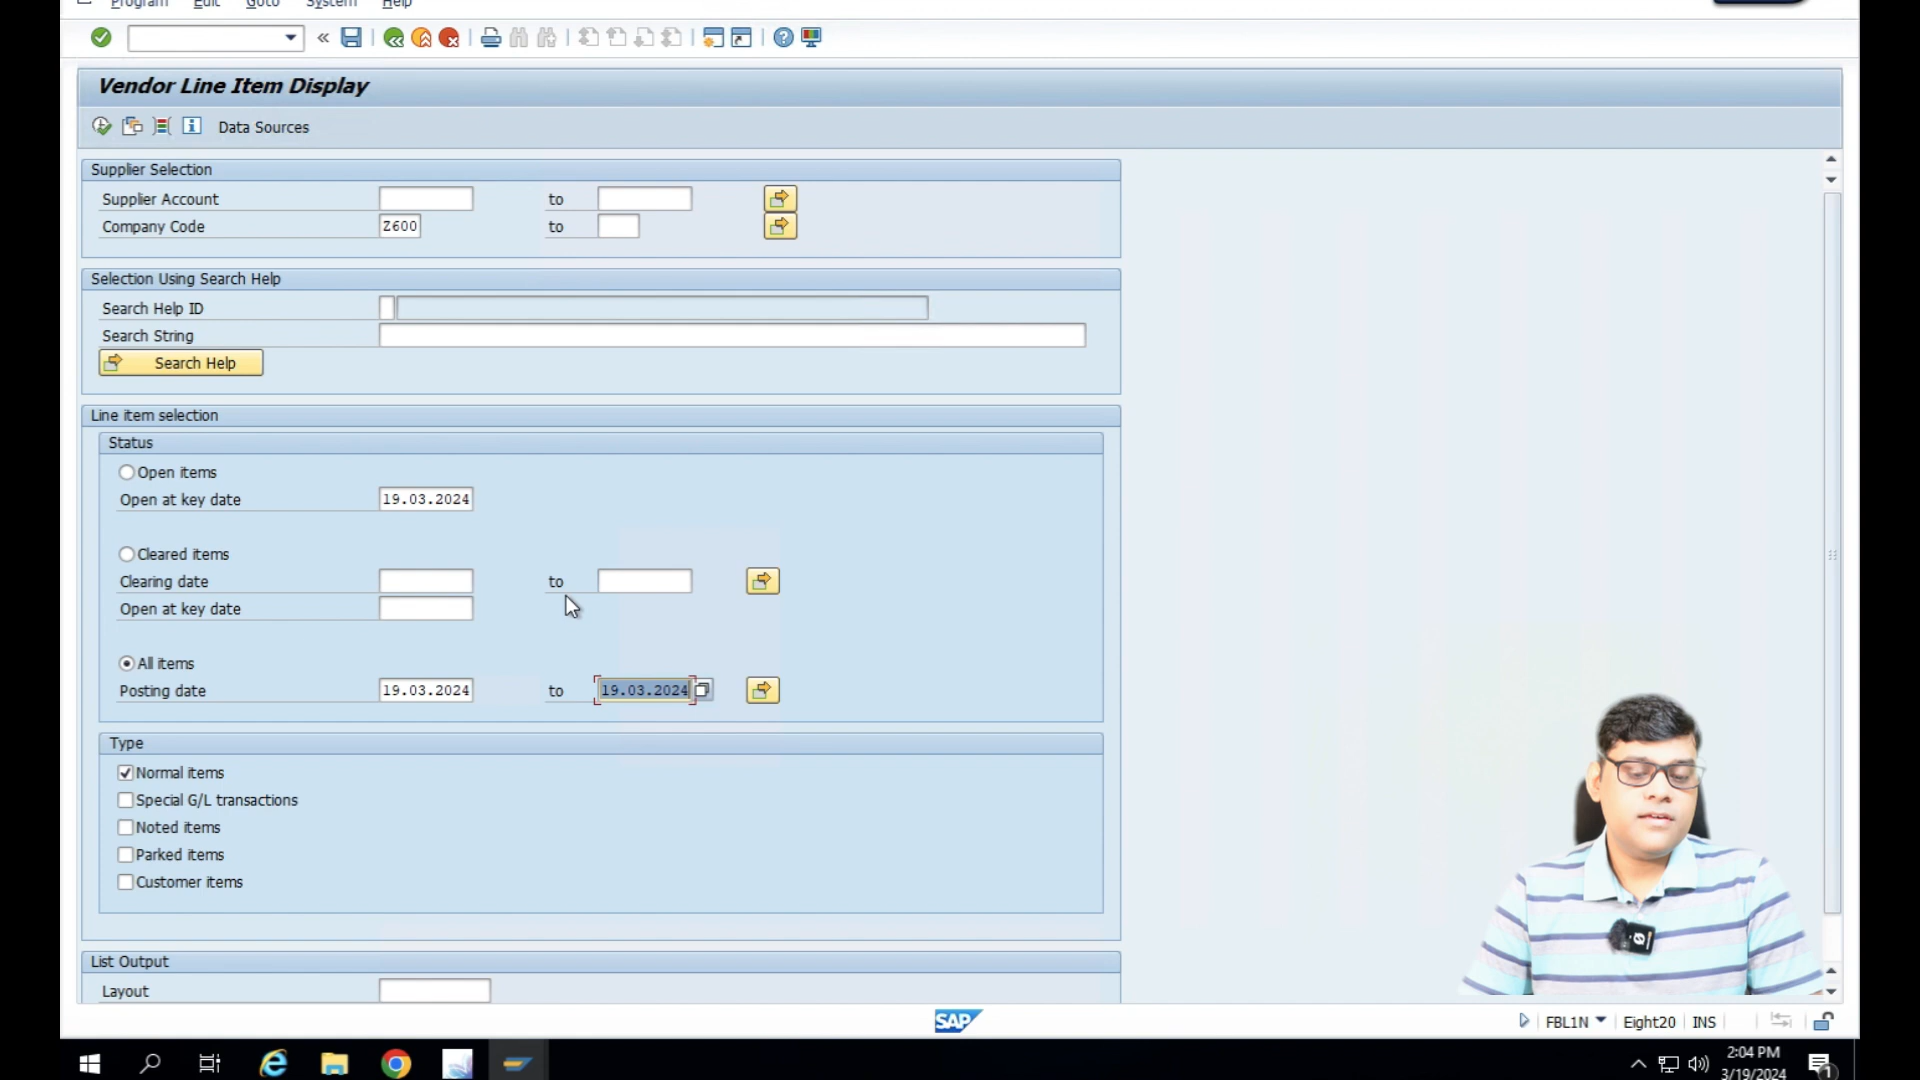 Program Edit Goto System Help
Vendor Line Item Display
Data Sources
Supplier Selection
Supplier Account to
Company Code Z600 to
Selection Using Search Help
Search Help ID
Search String
Search Help
Line item selection
Status
Open items
Open at key date 19.03.2024
Cleared items
Clearing date to
Open at key date
All items
Posting date 19.03.2024 to 19.03.2024
Type
Normal items
Special G/L transactions
Noted items
Parked items
Customer items
List Output
Layout
SAP
FBL1N Eight20 INS
2:04 PM
3/19/2024
1